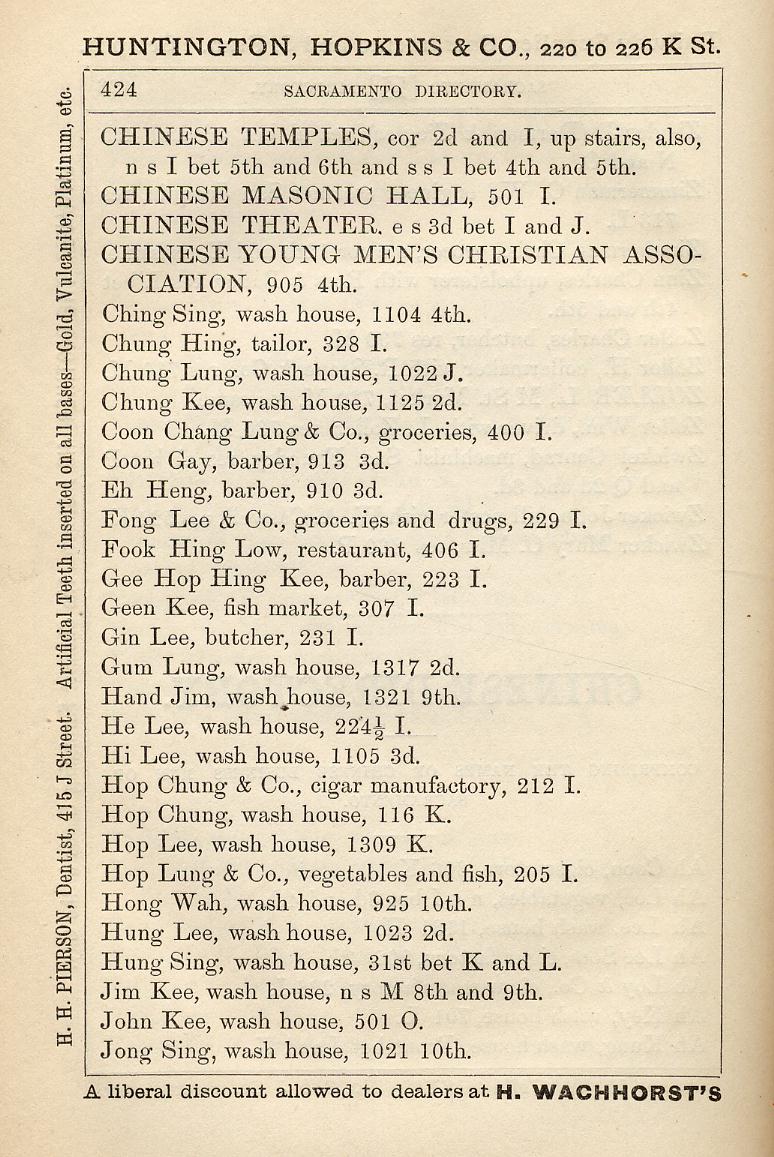 HUNTINGTON, HOPKINS & CO., 220 to 226 K St.
424 SACRAMENTO DIRECTORY.
CHINESE TEMPLES, cor 2d and I, up stairs, also,
n s I bet 5th and 6th and s s I bet 4th and 5th.
CHINESE MASONIC HALL, 501 I.
CHINESE THEATER. e s 3d bet I and J.
CHINESE YOUNG MEN'S CHRISTIAN ASSO-
CIATION, 905 4th.
Ching Sing, wash house, 1104 4th.
Chung Hing, tailor, 328 I.
Chung Lung, wash house, 1022 J.
Chung Kee, wash house, 1125 2d.
Coon Chang Lung & Co., groceries, 400 I.
Coon Gay, barber, 913 3d.
Eh Heng, barber, 910 3d.
Fong Lee & Co., groceries and drugs, 229 I.
Fook Hing Low, restaurant, 406 I.
Gee Hop Hing Kee, barber, 223 I.
Geen Kee, fish market, 307 I.
Gin Lee, butcher, 231 I.
Gum Lung, wash house, 1317 2d.
Hand Jim, wash house, 1321 9th.
He Lee, wash house, 224½ I.
Hi Lee, wash house, 1105 3d.
Hop Chung & Co., cigar manufactory, 212 I.
Hop Chung, wash house, 116 K.
Hop Lee, wash house, 1309 K.
Hop Lung & Co., vegetables and fish, 205 I.
Hong Wah, wash house, 925 10th.
Hung Lee, wash house, 1023 2d.
Hung Sing, wash house, 31st bet K and L.
Jim Kee, wash house, n s M 8th and 9th.
John Kee, wash house, 501 O.
Jong Sing, wash house, 1021 10th.
A liberal discount allowed to dealers at H. WACHHORST'S
H. H. PIERSON, Dentist, 415 J Street. Artificial Teeth inserted on all bases—Gold, Vulcanite, Platinum, etc.